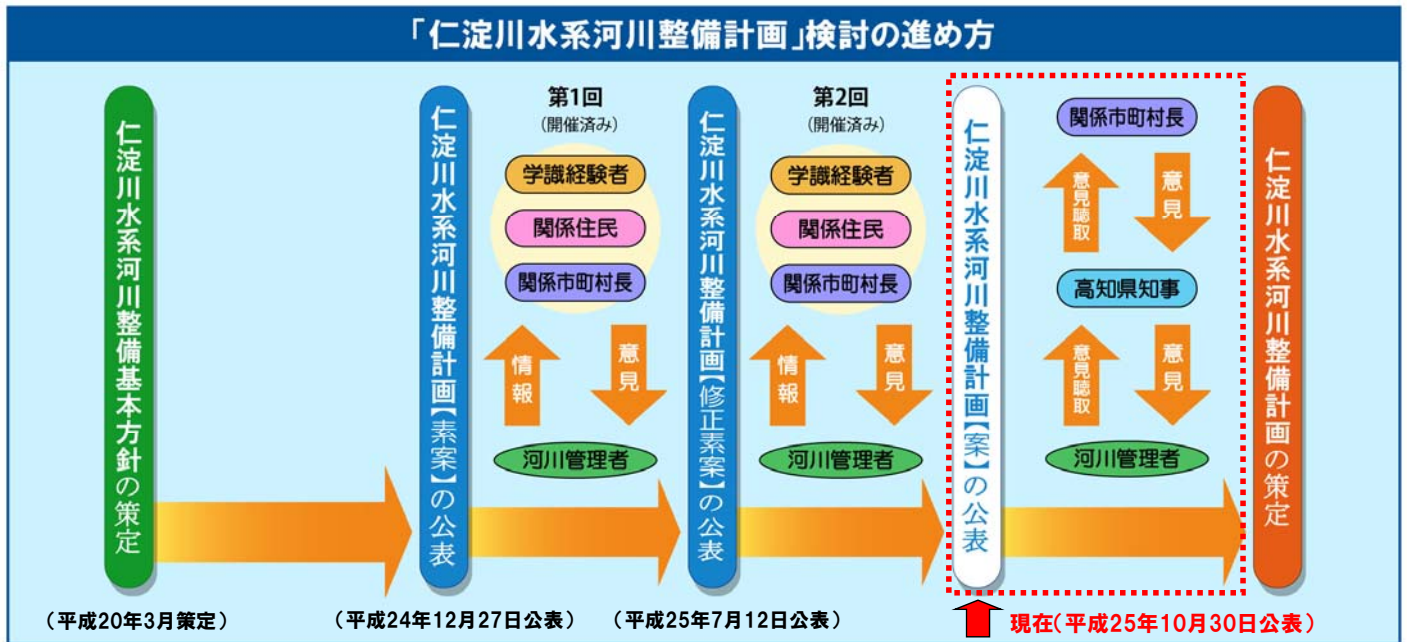 「仁淀川水系河川整備計画」検討の進め方
仁淀川水系河川整備基本方針の策定
(平成20年3月策定)
仁淀川水系河川整備計画【素案】の公表
(平成24年12月27日公表)
第1回
(開催済み)
学識経験者
関係住民
関係市町村長
情報
意見
河川管理者
仁淀川水系河川整備計画【修正素案】の公表
(平成25年7月12日公表)
第2回
(開催済み)
学識経験者
関係住民
関係市町村長
情報
意見
河川管理者
仁淀川水系河川整備計画【案】の公表
現在(平成25年10月30日公表)
関係市町村長
意見聴取
意見
高知県知事
意見聴取
意見
河川管理者
仁淀川水系河川整備計画の策定